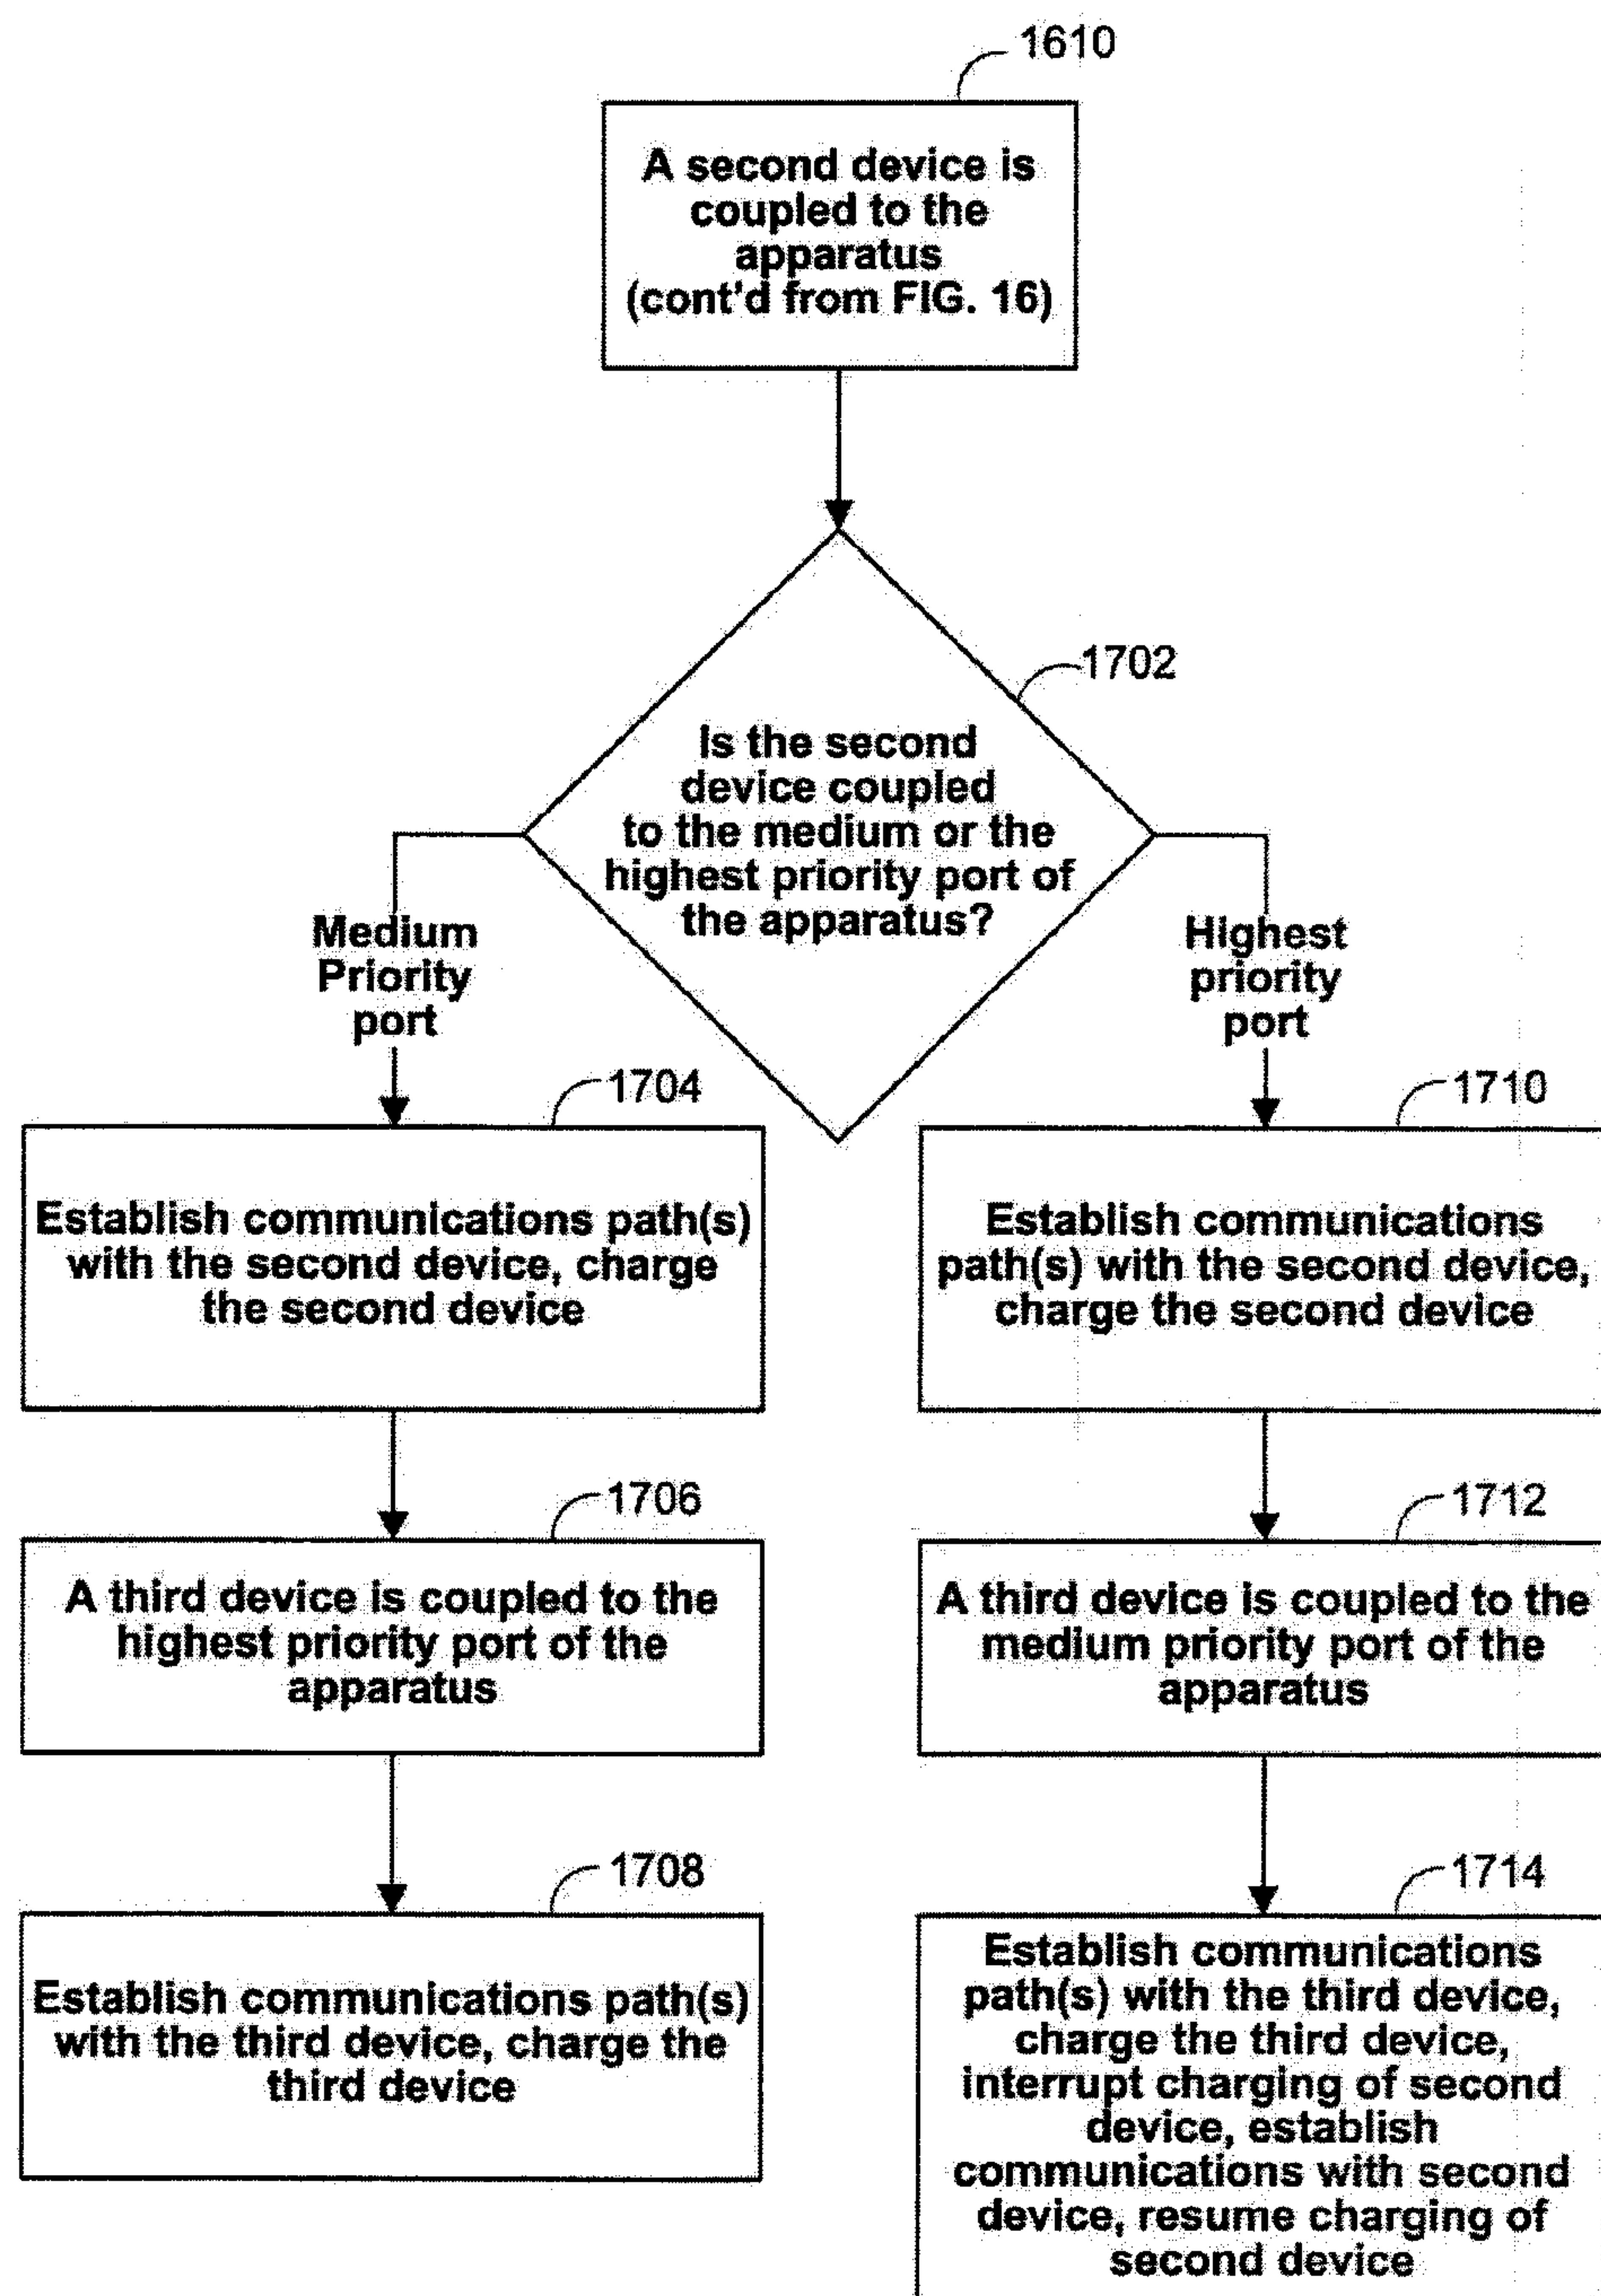 1610
A second device is
coupled to the
apparatus
(cont'd from FIG. 16)
1702
Is the second
device coupled
to the medium or the
highest priority port of
the apparatus?
Medium
Priority
port
Highest
priority
port
1704
Establish communications path(s)
with the second device, charge
the second device
1710
Establish communications
path(s) with the second device,
charge the second device
1706
A third device is coupled to the
highest priority port of the
apparatus
1712
A third device is coupled to the
medium priority port of the
apparatus
1708
Establish communications path(s)
with the third device, charge the
third device
1714
Establish communications
path(s) with the third device,
charge the third device,
interrupt charging of second
device, establish
communications with second
device, resume charging of
second device